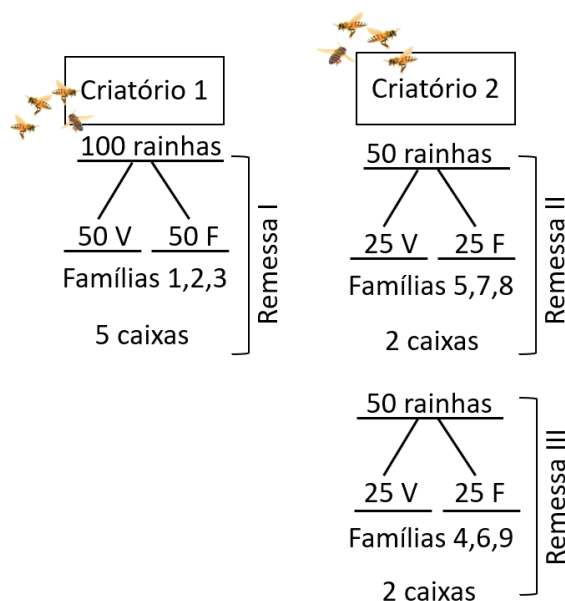 Criatório 1
100 rainhas
50 V 50 F
Famílias 1,2,3
5 caixas
Remessa I
Criatório 2
50 rainhas
25 V 25 F
Famílias 5,7,8
2 caixas
Remessa II
50 rainhas
25 V 25 F
Famílias 4,6,9
2 caixas
Remessa III